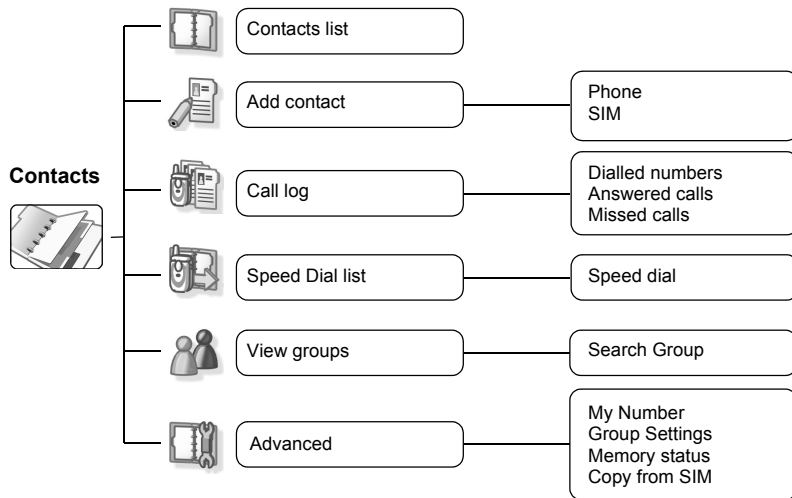 Contacts
Contacts list
Add contact
Phone
SIM
Call log
Dialled numbers
Answered calls
Missed calls
Speed Dial list
Speed dial
View groups
Search Group
Advanced
My Number
Group Settings
Memory status
Copy from SIM